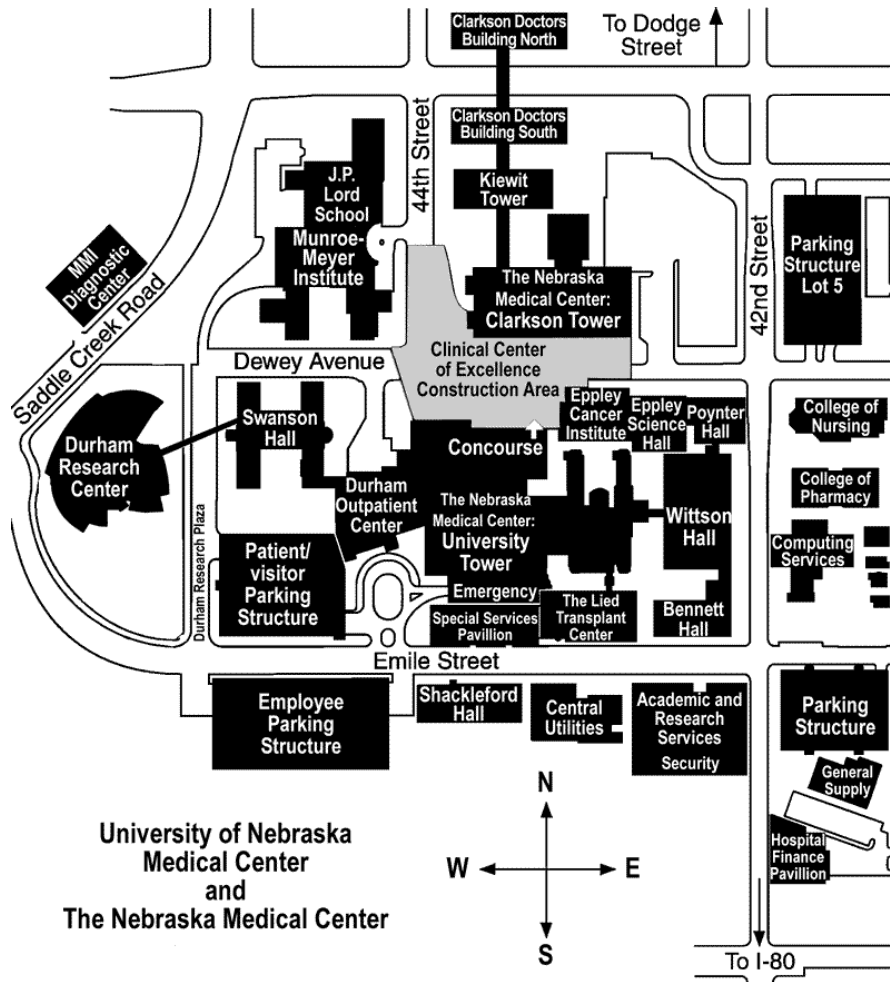 Clarkson Doctors
Building North
To Dodge
Street
Clarkson Doctors
Building South
44th Street
J.P.
Lord
School
Kiewit
Tower
Munroe-
Meyer
Institute
MMI
Diagnostic
Center
Saddle Creek Road
42nd Street
Parking
Structure
Lot 5
The Nebraska
Medical Center:
Clarkson Tower
Dewey Avenue
Clinical Center
of Excellence
Construction Area
Eppley
Cancer
Institute
Eppley
Science
Hall
Poynter
Hall
College of
Nursing
Swanson
Hall
Durham
Research
Center
Concourse
Durham
Outpatient
Center
The Nebraska
Medical Center:
University
Tower
College of
Pharmacy
Wittson
Hall
Computing
Services
Durham Research Plaza
Patient/
visitor
Parking
Structure
Emergency
Special Services
Pavillion
The Lied
Transplant
Center
Bennett
Hall
Emile Street
Employee
Parking
Structure
Shackleford
Hall
Central
Utilities
Academic and
Research
Services
Security
Parking
Structure
General
Supply
Hospital
Finance
Pavillion
N
W
E
S
University of Nebraska
Medical Center
and
The Nebraska Medical Center
To I-80